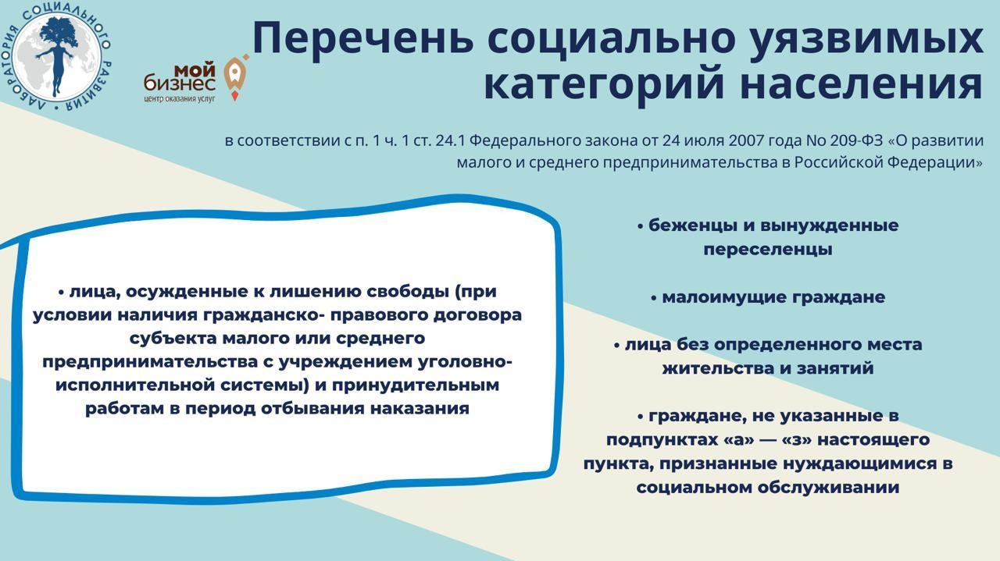 ЛАБОРАТОРИЯ СОЦИАЛЬНОГО РАЗВИТИЯ •
мой
бизнес
центр оказания услуг
Перечень социально уязвимых
категорий населения
в соответствии с п. 1 ч. 1 ст. 24.1 Федерального закона от 24 июля 2007 года No 209-ФЗ «О развитии
малого и среднего предпринимательства в Российской Федерации»
• лица, осужденные к лишению свободы (при
условии наличия гражданско- правового договора
субъекта малого или среднего
предпринимательства с учреждением уголовно-
исполнительной системы) и принудительным
работам в период отбывания наказания
• беженцы и вынужденные
переселенцы
• малоимущие граждане
• лица без определенного места
жительства и занятий
• граждане, не указанные в
подпунктах «а» — «з» настоящего
пункта, признанные нуждающимися в
социальном обслуживании